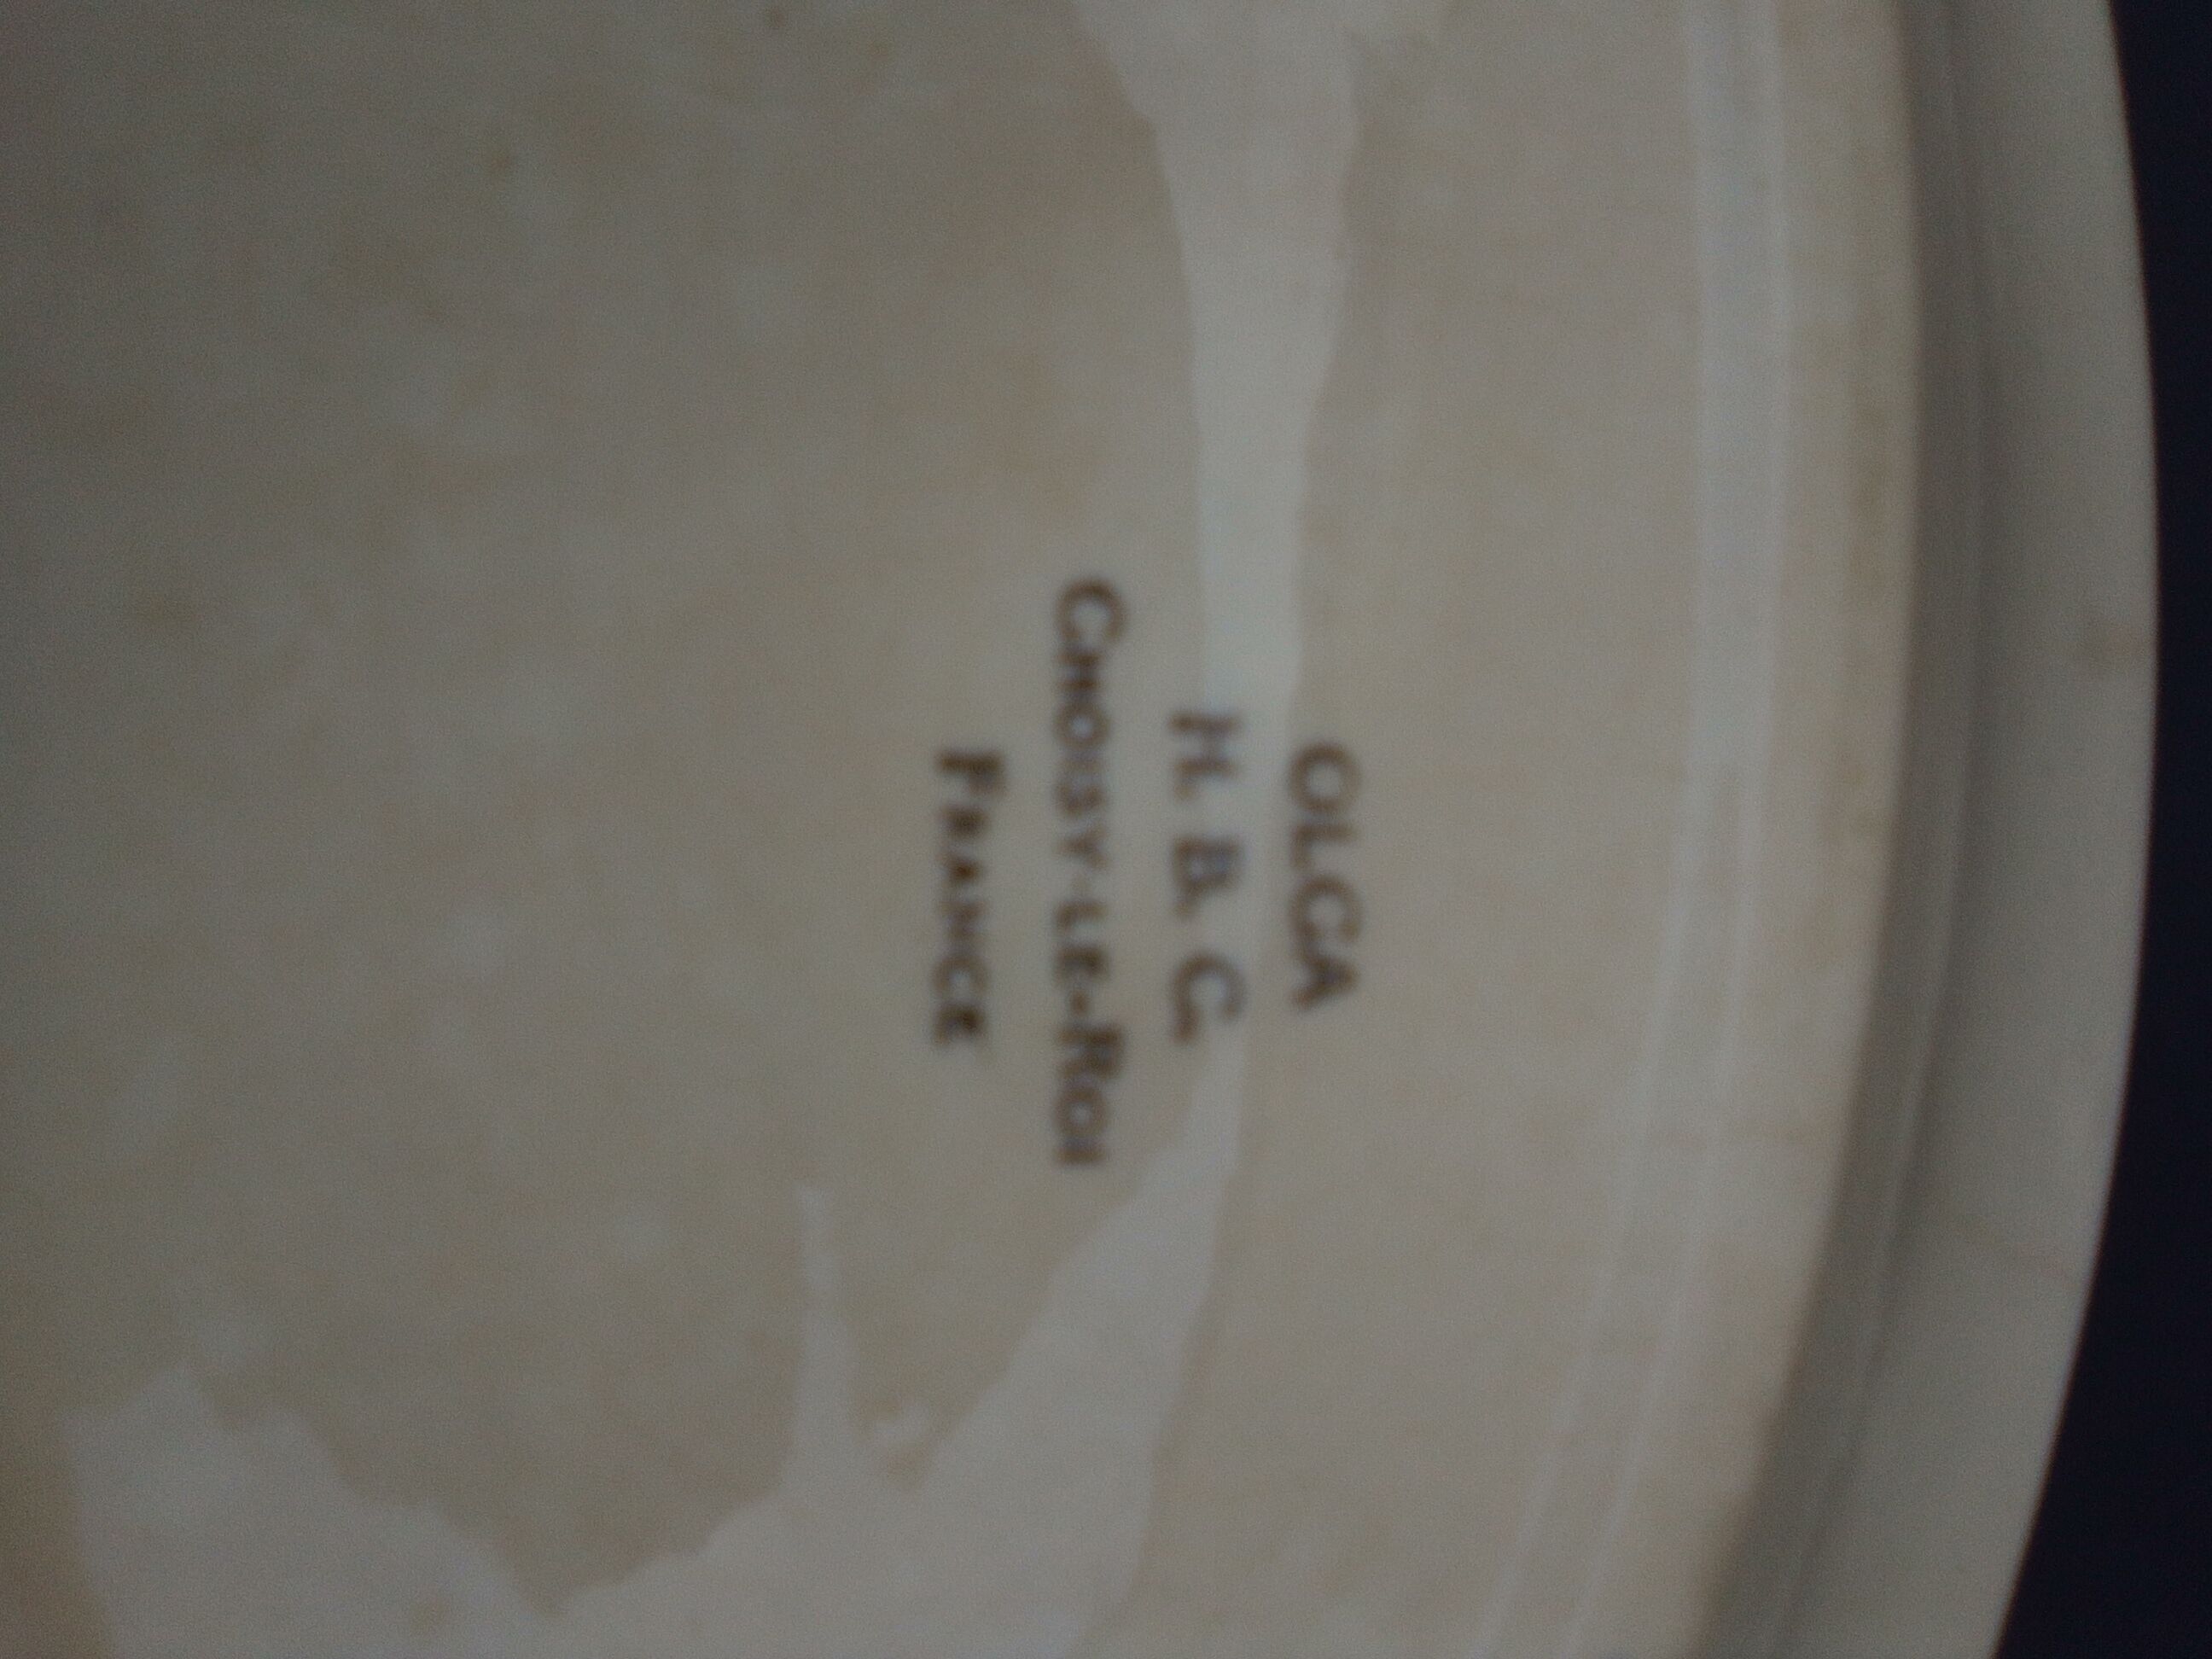 OLGA
H. B. C.
CHOISY-LE-ROI
FRANCE